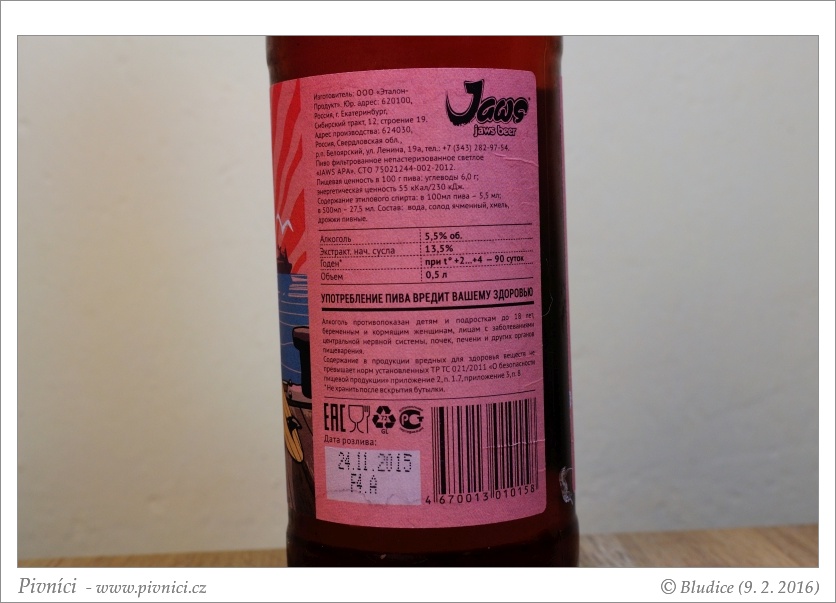 Изготовитель: ООО «Эталон-
Продукт». Юр. адрес: 620100,
Россия, г. Екатеринбург,
Сибирский тракт, 12, строение 19.
Адрес производства: 624030,
Россия, Свердловская обл.,
р.п. Белоярский, ул. Ленина, 19а, тел.: +7 (343) 282-97-54.
Пиво фильтрованное непастеризованное светлое
«JAWS APA». СТО 75021244-002-2012.
Пищевая ценность в 100 г пива: углеводы 6,0 г;
энергетическая ценность 55 кКал/230 кДж.
Содержание этилового спирта: в 100мл пива – 5,5 мл;
в 500мл – 27,5 мл. Состав: вода, солод ячменный, хмель,
дрожжи пивные.
Jaws
jaws beer
Алкоголь 5,5% об.
Экстракт. нач. сусла 13,5%
Годен* при t° +2...+4 – 90 суток
Объем 0,5 л
УПОТРЕБЛЕНИЕ ПИВА ВРЕДИТ ВАШЕМУ ЗДОРОВЬЮ
Алкоголь противопоказан детям и подросткам до 18 лет,
беременным и кормящим женщинам, лицам с заболеваниями
центральной нервной системы, почек, печени и других органов
пищеварения.
Содержание в продукции вредных для здоровья веществ не
превышает норм установленных ТР ТС 021/2011 «О безопасности
пищевой продукции» приложение 2, п. 1.7, приложение 3, п. 8
*Не хранить после вскрытия бутылки.
EAC
72
GL
РСТ
Дата розлива:
24.11.2015
F4.A
4 670013 010158
Pivníci - www.pivnici.cz
© Bludice (9. 2. 2016)